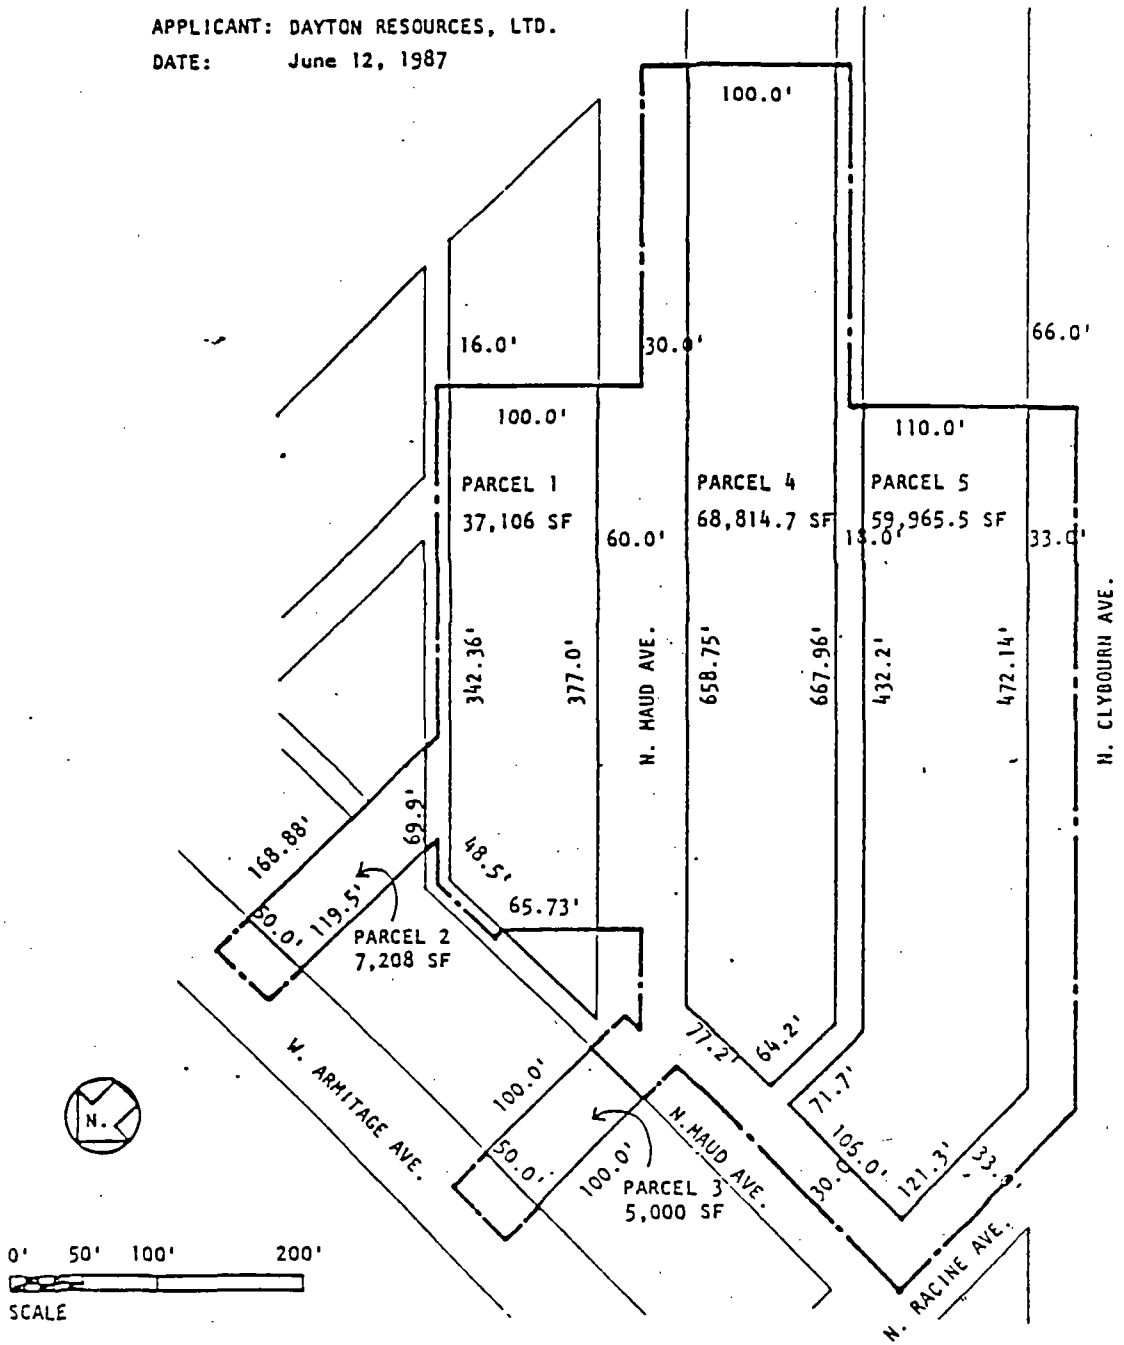 APPLICANT: DAYTON RESOURCES, LTD.
DATE: June 12, 1987
100.0'
16.0'
30.0'
66.0'
100.0'
110.0'
PARCEL 1
37,106 SF
PARCEL 4
68,814.7 SF
PARCEL 5
59,965.5 SF
60.0'
18.0'
33.0'
342.36'
377.0'
N. MAUD AVE.
658.75'
667.96'
432.2'
472.14'
N. CLYBOURN AVE.
168.88'
69.9'
48.5'
65.73'
50.0'
119.5'
PARCEL 2
7,208 SF
77.2'
64.2'
W. ARMITAGE AVE.
100.0'
71.7'
N.
N. MAUD AVE.
105.0'
121.3'
50.0'
100.0'
PARCEL 3
5,000 SF
N. RACINE AVE.
0' 50' 100' 200'
SCALE